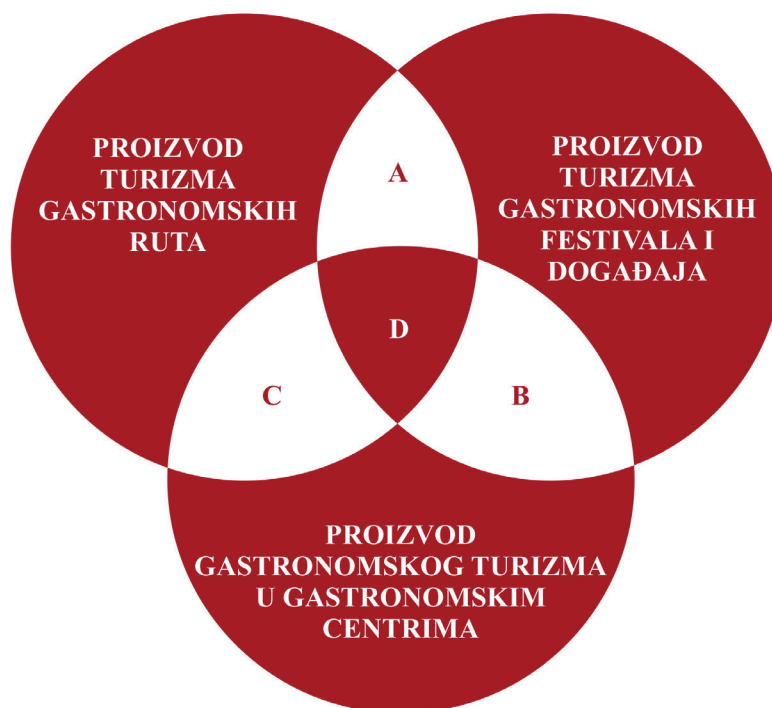 PROIZVOD
TURIZMA
GASTRONOMSKIH
RUTA
A
PROIZVOD
TURIZMA
GASTRONOMSKIH
FESTIVALA I
DOGAĐAJA
D
C
B
PROIZVOD
GASTRONOMSKOG TURIZMA
U GASTRONOMSKIM
CENTRIMA